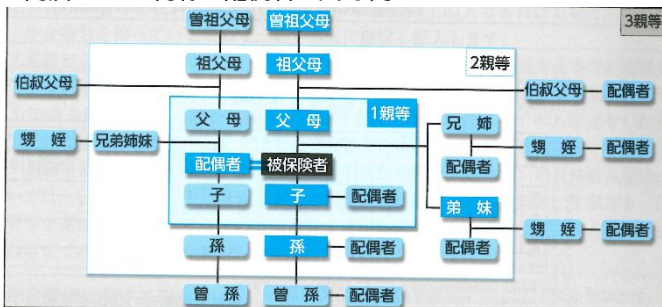 曽祖父母 曽祖父母 3親等
祖父母 祖父母 2親等
伯叔父母 伯叔父母 配偶者
父 母 父 母 1親等 兄 姉
甥 姪 兄弟姉妹 甥 姪 配偶者
配偶者 被保険者 配偶者
子 子 配偶者 弟 妹
甥 姪 配偶者
孫 孫 配偶者 配偶者
曽 孫 曽 孫 配偶者